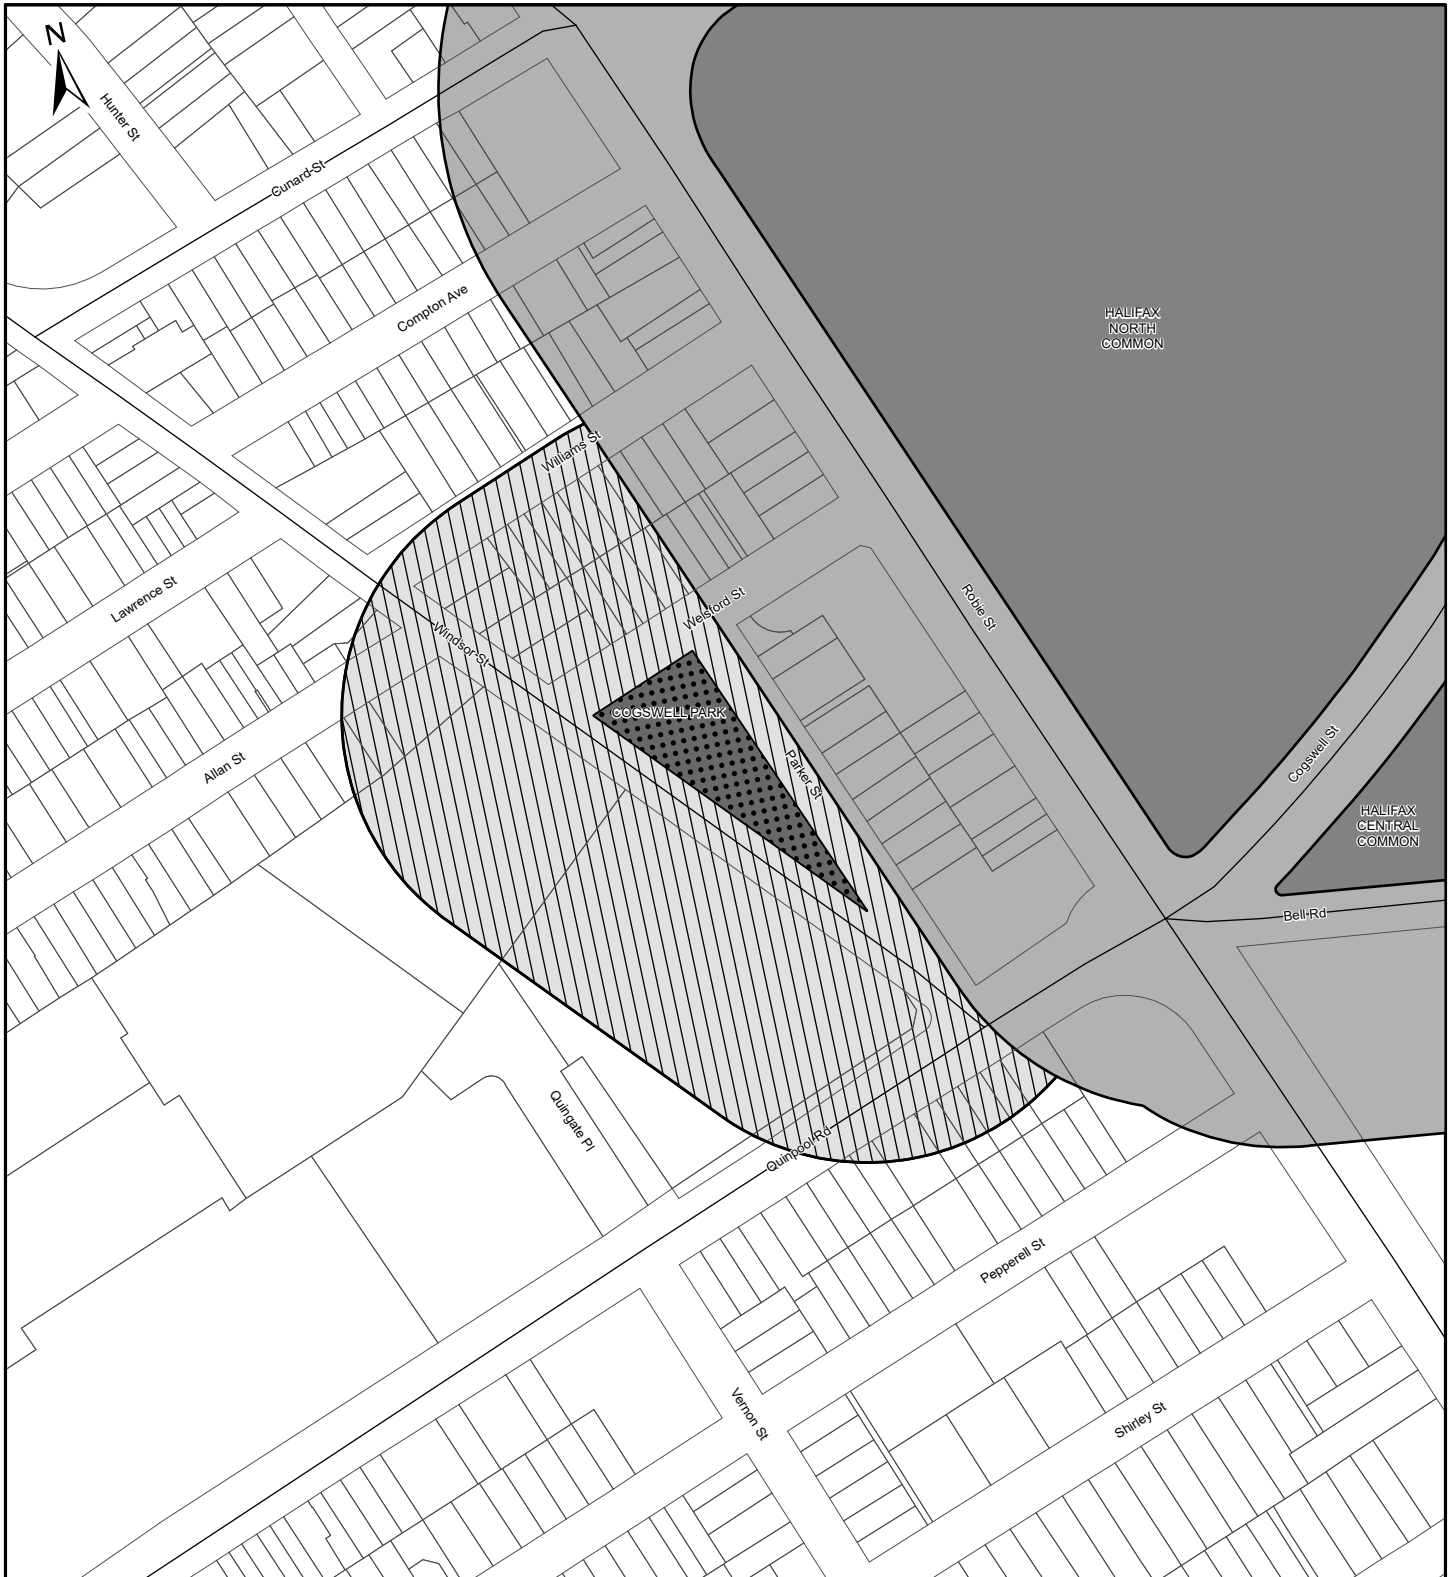 N
Hunter St
Cunard St
Compton Ave
HALIFAX
NORTH
COMMON
Williams St
Lawrence St
Welsford St
Robie St
Windsor St
COGSWELL PARK
Allan St
Parker St
Cogswell St
HALIFAX
CENTRAL
COMMON
Bell Rd
Quingate Pl
Quinpool Rd
Pepperell St
Vernon St
Shirley St